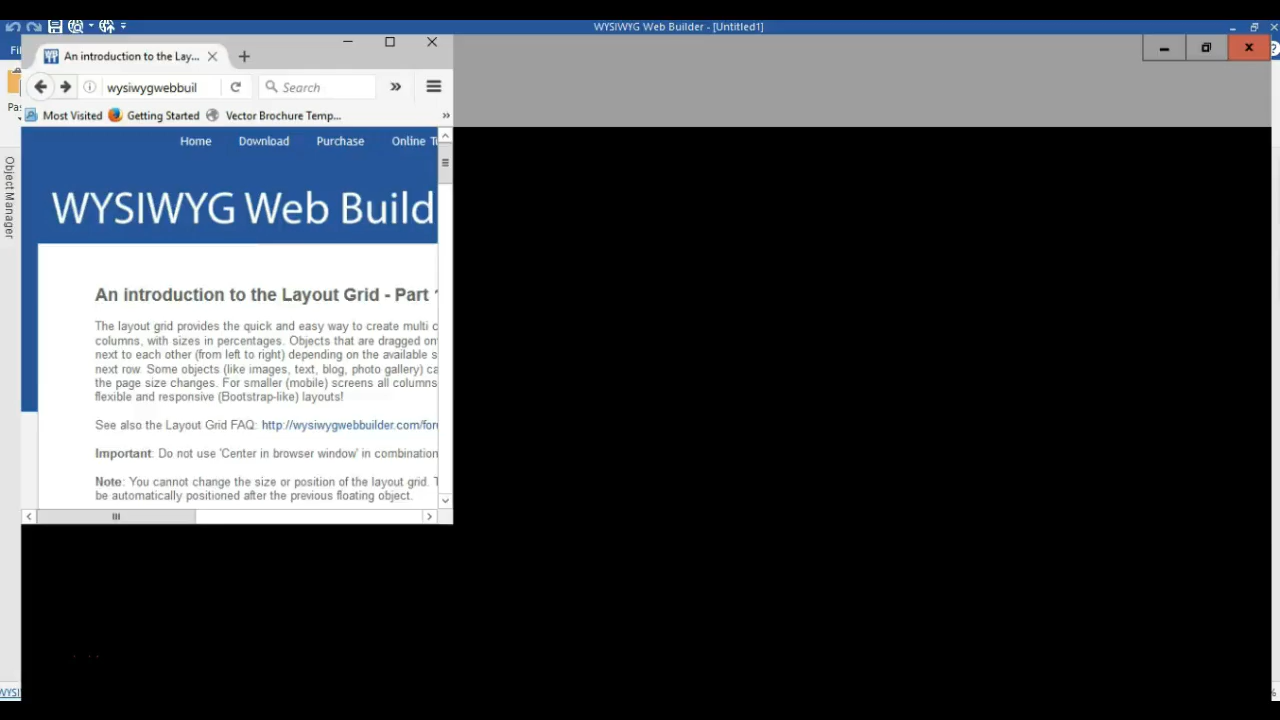 WYSIWYG Web Builder - [Untitled1]
An introduction to the Lay...
wysiwygwebbuil
Search
Most Visited
Getting Started
Vector Brochure Temp...
Home
Download
Purchase
Online
Object Manager
WYSIWYG Web Build
An introduction to the Layout Grid - Part
The layout grid provides the quick and easy way to create multi c
columns, with sizes in percentages. Objects that are dragged on
next to each other (from left to right) depending on the available s
next row. Some objects (like images, text, blog, photo gallery) ca
the page size changes. For smaller (mobile) screens all columns
flexible and responsive (Bootstrap-like) layouts!
See also the Layout Grid FAQ: http://wysiwygwebbuilder.com/for
Important: Do not use 'Center in browser window' in combination
Note: You cannot change the size or position of the layout grid. T
be automatically positioned after the previous floating object.